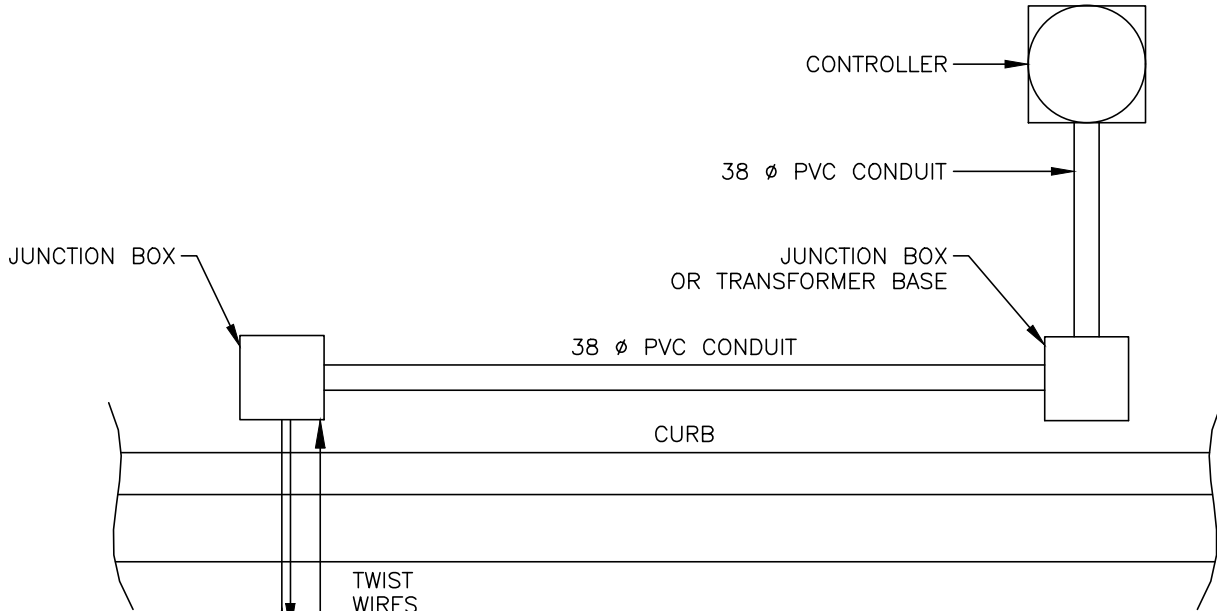 CONTROLLER
38 ø PVC CONDUIT
JUNCTION BOX
JUNCTION BOX
OR TRANSFORMER BASE
38 ø PVC CONDUIT
CURB
TWIST
WIRES